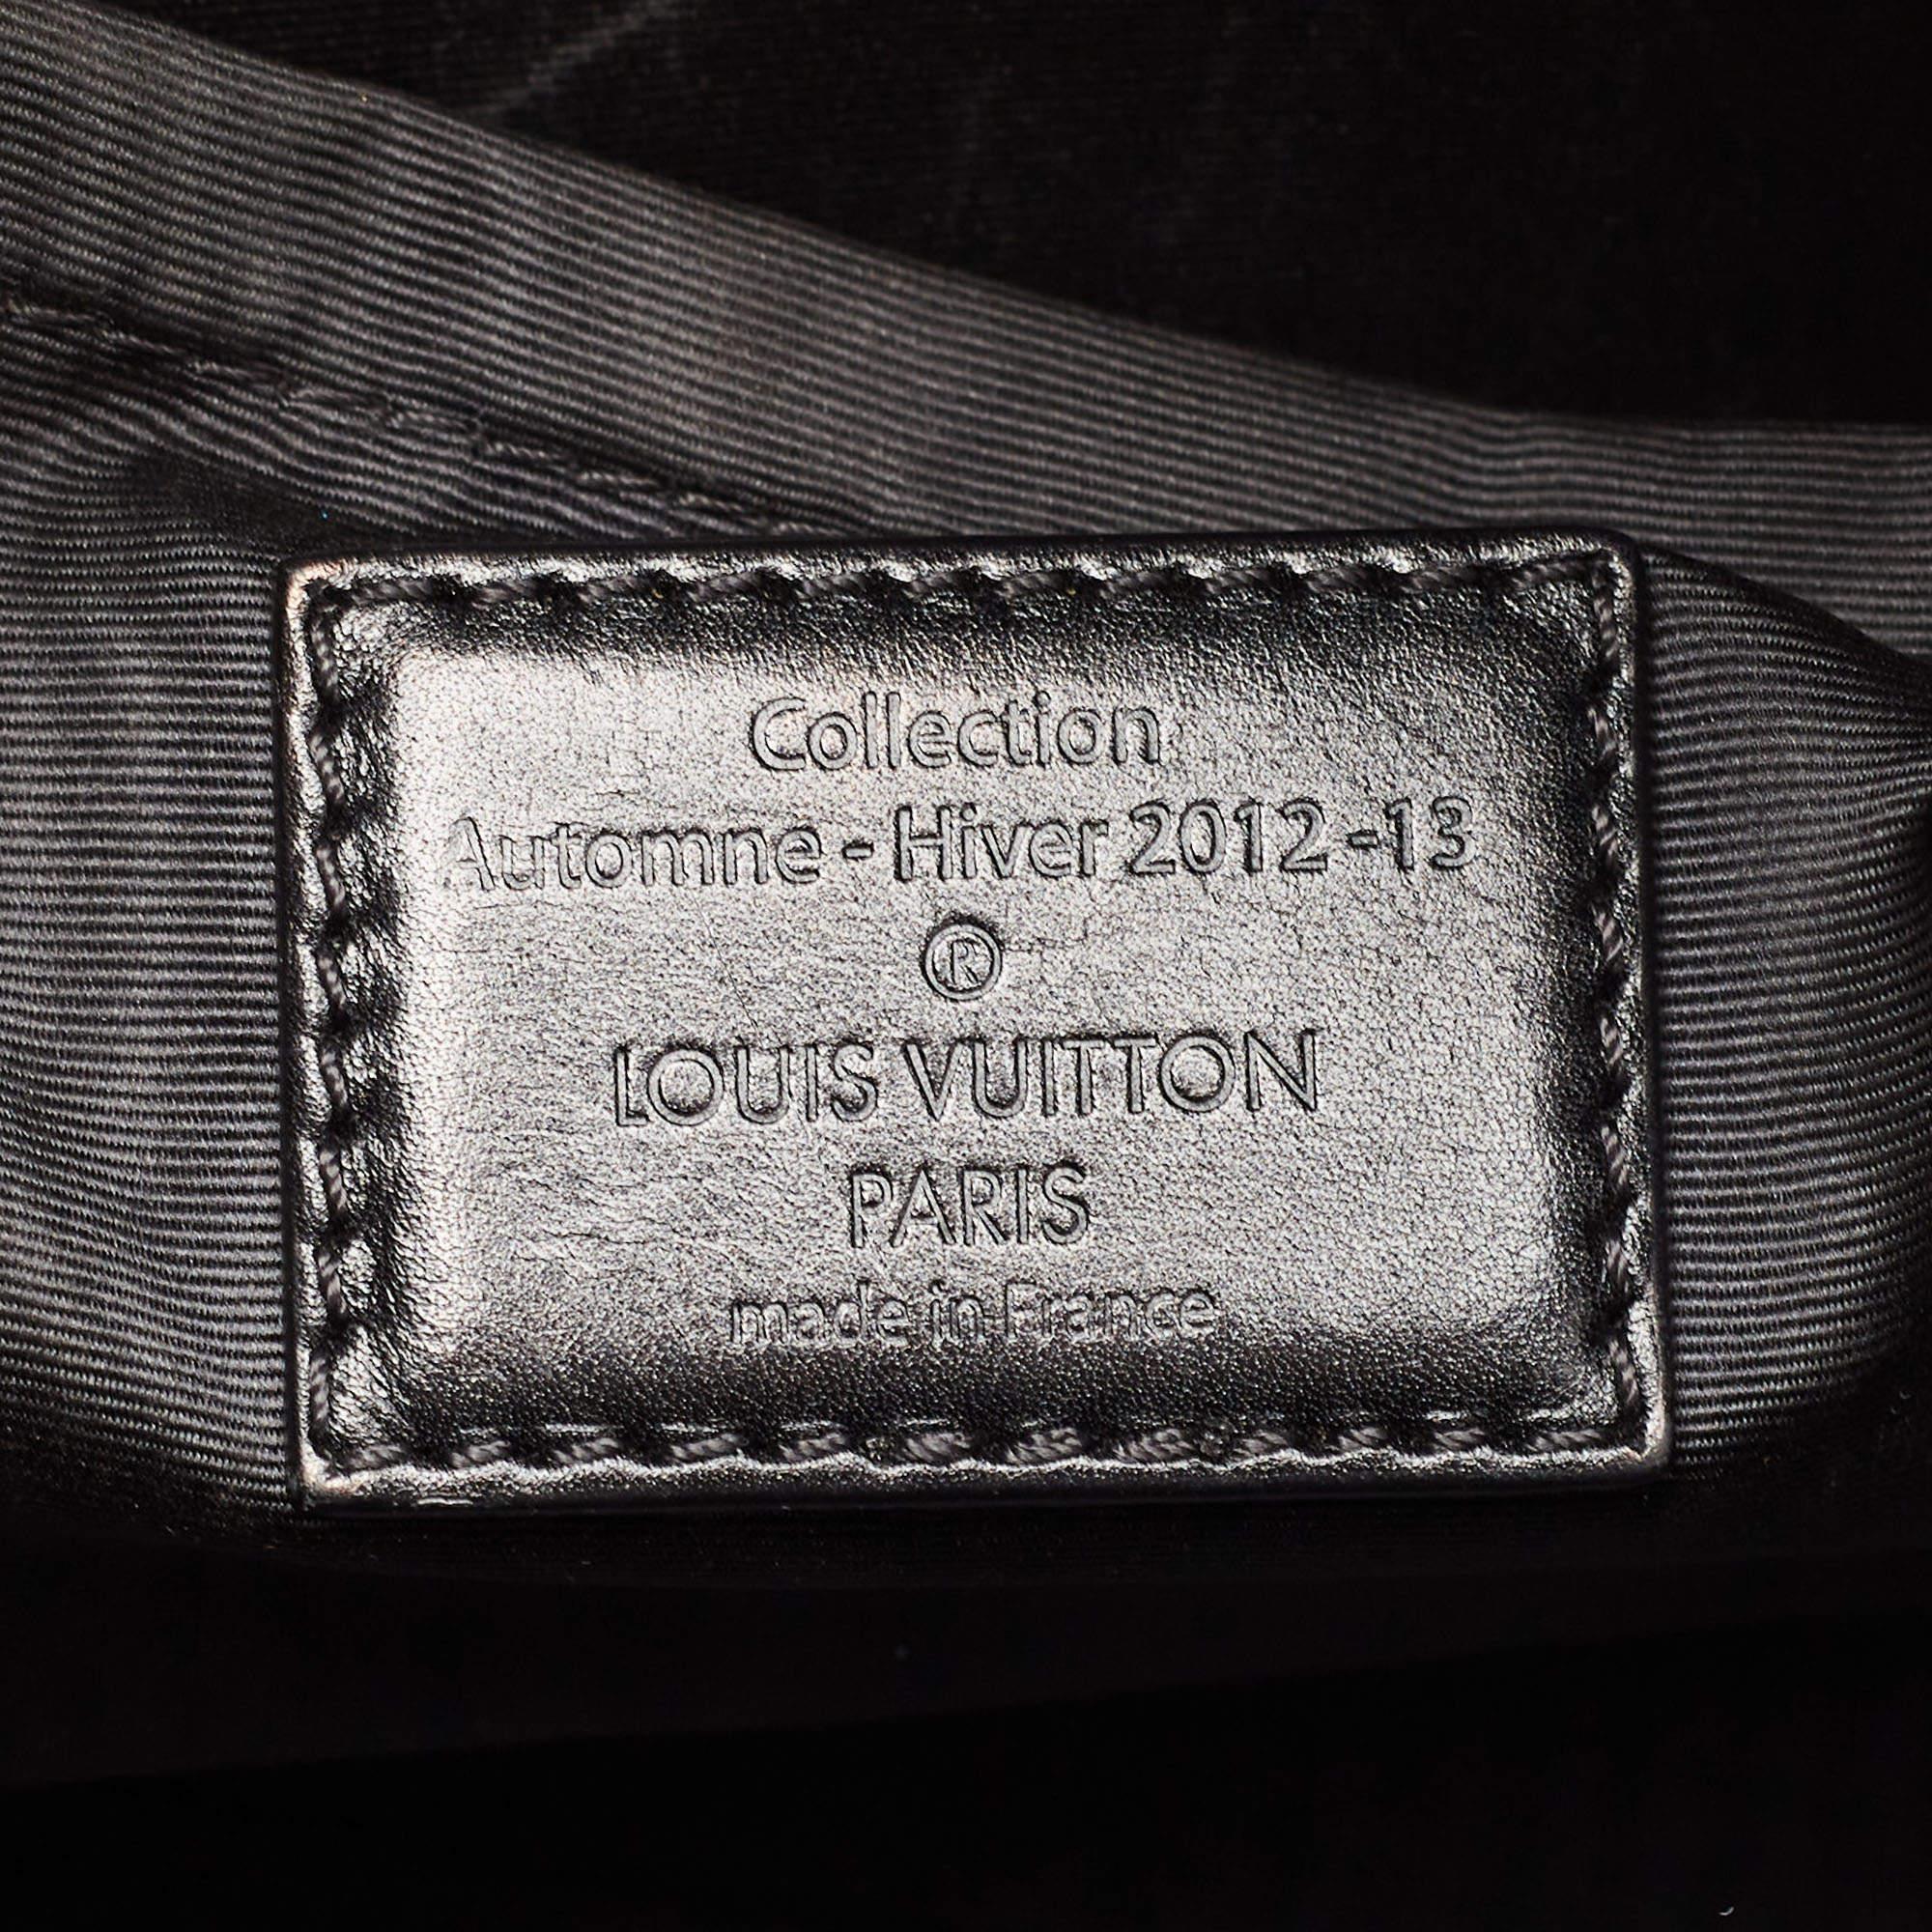 Collection
Automne - Hiver 2012 -13
®
LOUIS VUITTON
PARIS
made in France